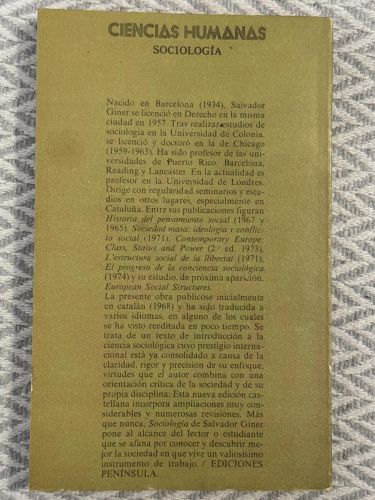 CIENCIAS HUMANAS
SOCIOLOGÍA
Nacido en Barcelona (1934), Salvador
Giner se licenció en Derecho en la misma
ciudad en 1957. Tras realizar estudios de
sociología en la Universidad de Colonia,
se licenció y doctoró en la de Chicago
(1959-1963). Ha sido profesor de las uni-
versidades de Puerto Rico, Barcelona,
Reading y Lancaster. En la actualidad es
profesor en la Universidad de Londres.
Dirige con regularidad seminarios y estu-
dios en otros lugares, especialmente en
Cataluña. Entre sus publicaciones figuran
Historia del pensamiento social (1967 y
1965), Sociedad masa: ideología y conflic-
to social (1971), Contemporary Europe:
Class, Status and Power (2.ª ed. 1973),
L'estructura social de la llibertat (1971),
El progreso de la conciencia sociológica
(1974) y su estudio, de próxima aparición,
European Social Structures.
La presente obra publicóse inicialmente
en catalán (1968) y ha sido traducida a
varios idiomas, en alguno de los cuales
se ha visto reeditada en poco tiempo. Se
trata de un texto de introducción a la
ciencia sociológica cuyo prestigio interna-
cional está ya consolidado a causa de la
claridad, rigor y precisión de su enfoque,
virtudes que el autor combina con una
orientación crítica de la sociedad y de su
propia disciplina. Esta nueva edición cas-
tellana incorpora ampliaciones muy con-
siderables y numerosas revisiones. Más
que nunca, Sociología de Salvador Giner
pone al alcance del lector o estudiante
que se afana por conocer y descubrir me-
jor la sociedad en que vive un valiosísimo
instrumento de trabajo. / EDICIONES
PENÍNSULA.